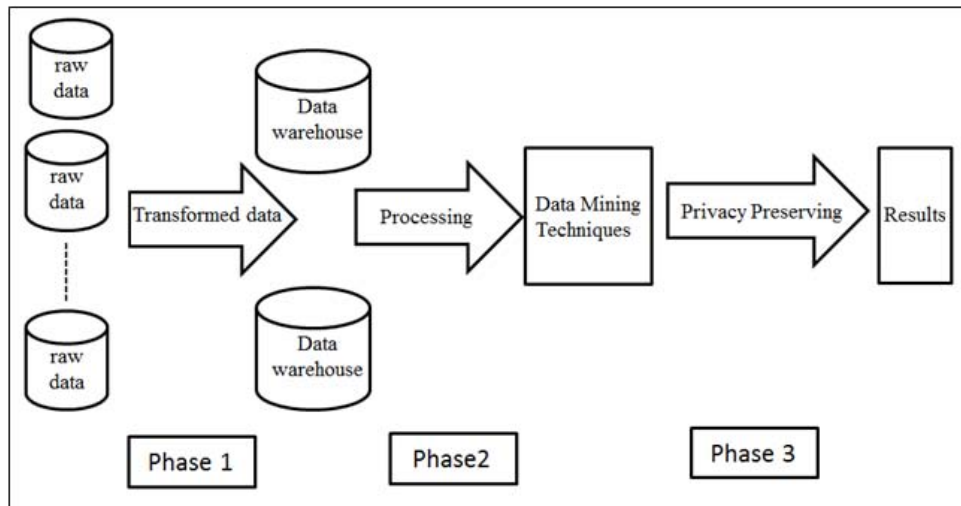 raw
data
raw
data
raw
data
Transformed data
Data
warehouse
Data
warehouse
Processing
Data Mining
Techniques
Privacy Preserving
Results
Phase 1
Phase2
Phase 3